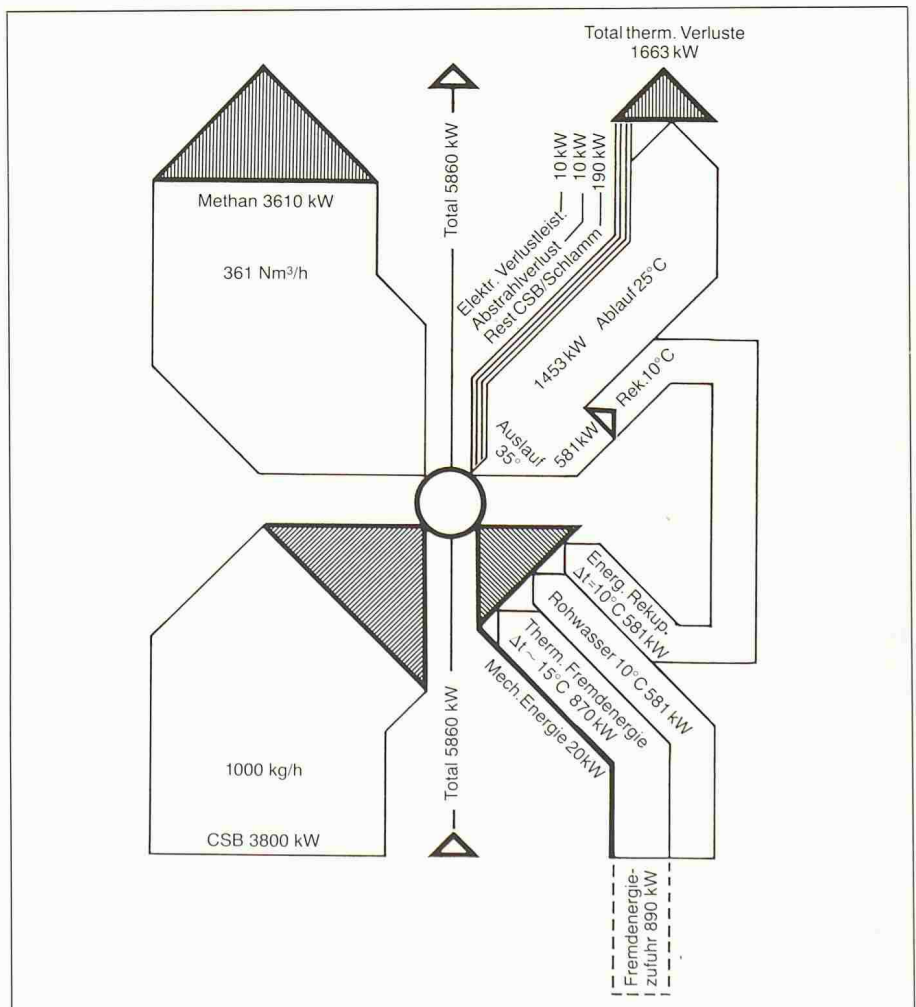 Total therm. Verluste
1663 kW
Total 5860 kW
10 kW
10 kW
190 kW
Elektr. Verlustleist.
Abstrahlverlust
Rest CSB/Schlamm
Methan 3610 kW
361 Nm³/h
1453 kW Ablauf 25°C
Rek. 10°C
581 kW
Auslauf
35°
Energ. Rekup.
Δt=10°C 581 kW
Rohwasser 10°C 581 kW
Therm. Fremdenergie
Δt ~ 15°C 870 kW
Mech. Energie 20 kW
Total 5860 kW
1000 kg/h
CSB 3800 kW
Fremdenergie-
zufuhr 890 kW